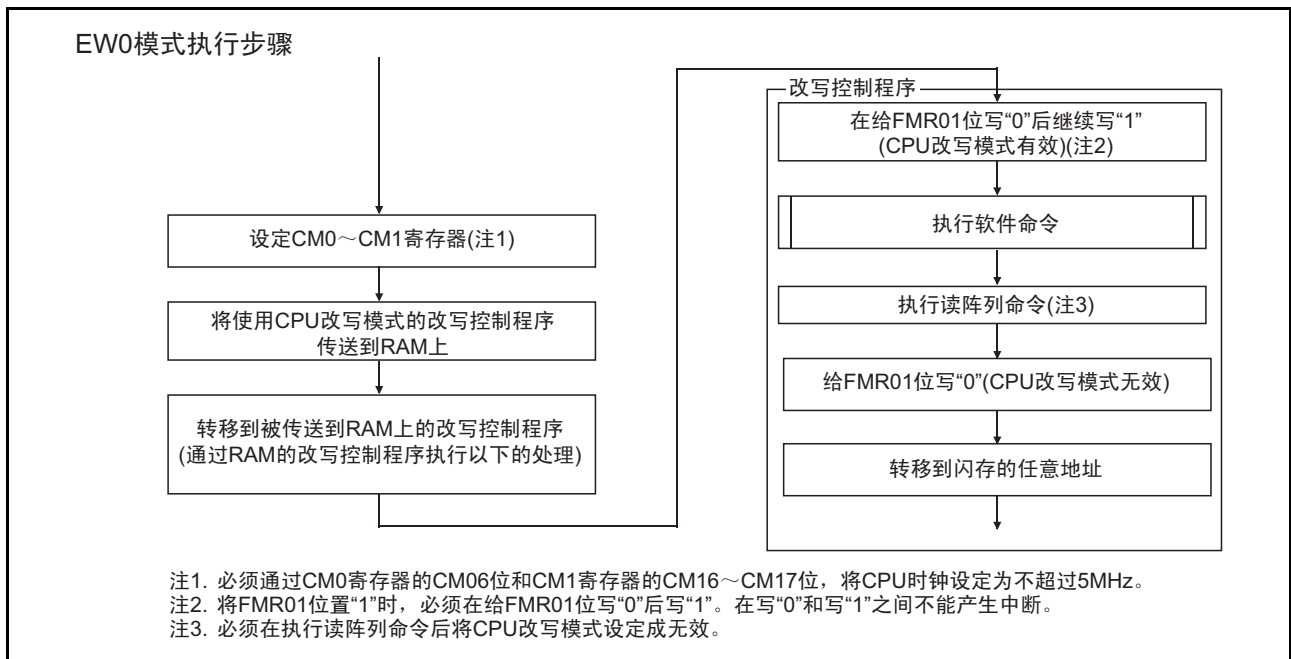 EW0模式执行步骤
设定CM0～CM1寄存器(注1)
将使用CPU改写模式的改写控制程序
传送到RAM上
转移到被传送到RAM上的改写控制程序
(通过RAM的改写控制程序执行以下的处理)
改写控制程序
在给FMR01位写“0”后继续写“1”
(CPU改写模式有效)(注2)
执行软件命令
执行读阵列命令(注3)
给FMR01位写“0”(CPU改写模式无效)
转移到闪存的任意地址
注1. 必须通过CM0寄存器的CM06位和CM1寄存器的CM16～CM17位，将CPU时钟设定为不超过5MHz。
注2. 将FMR01位置“1”时，必须在给FMR01位写“0”后写“1”。在写“0”和写“1”之间不能产生中断。
注3. 必须在执行读阵列命令后将CPU改写模式设定成无效。